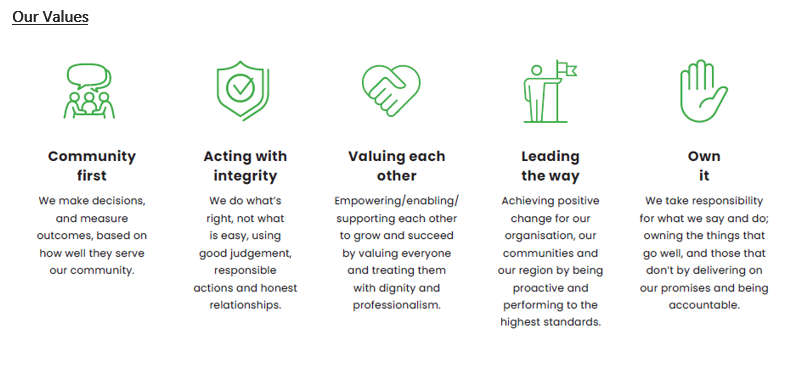 Our Values
Community
first
We make decisions,
and measure
outcomes, based on
how well they serve
our community.
Acting with
integrity
We do what's
right, not what
is easy, using
good judgement,
responsible
actions and honest
relationships.
Valuing each
other
Empowering/enabling/
supporting each other
to grow and succeed
by valuing everyone
and treating them
with dignity and
professionalism.
Leading
the way
Achieving positive
change for our
organisation, our
communities and
our region by being
proactive and
performing to the
highest standards.
Own
it
We take responsibility
for what we say and do;
owning the things that
go well, and those that
don't by delivering on
our promises and being
accountable.